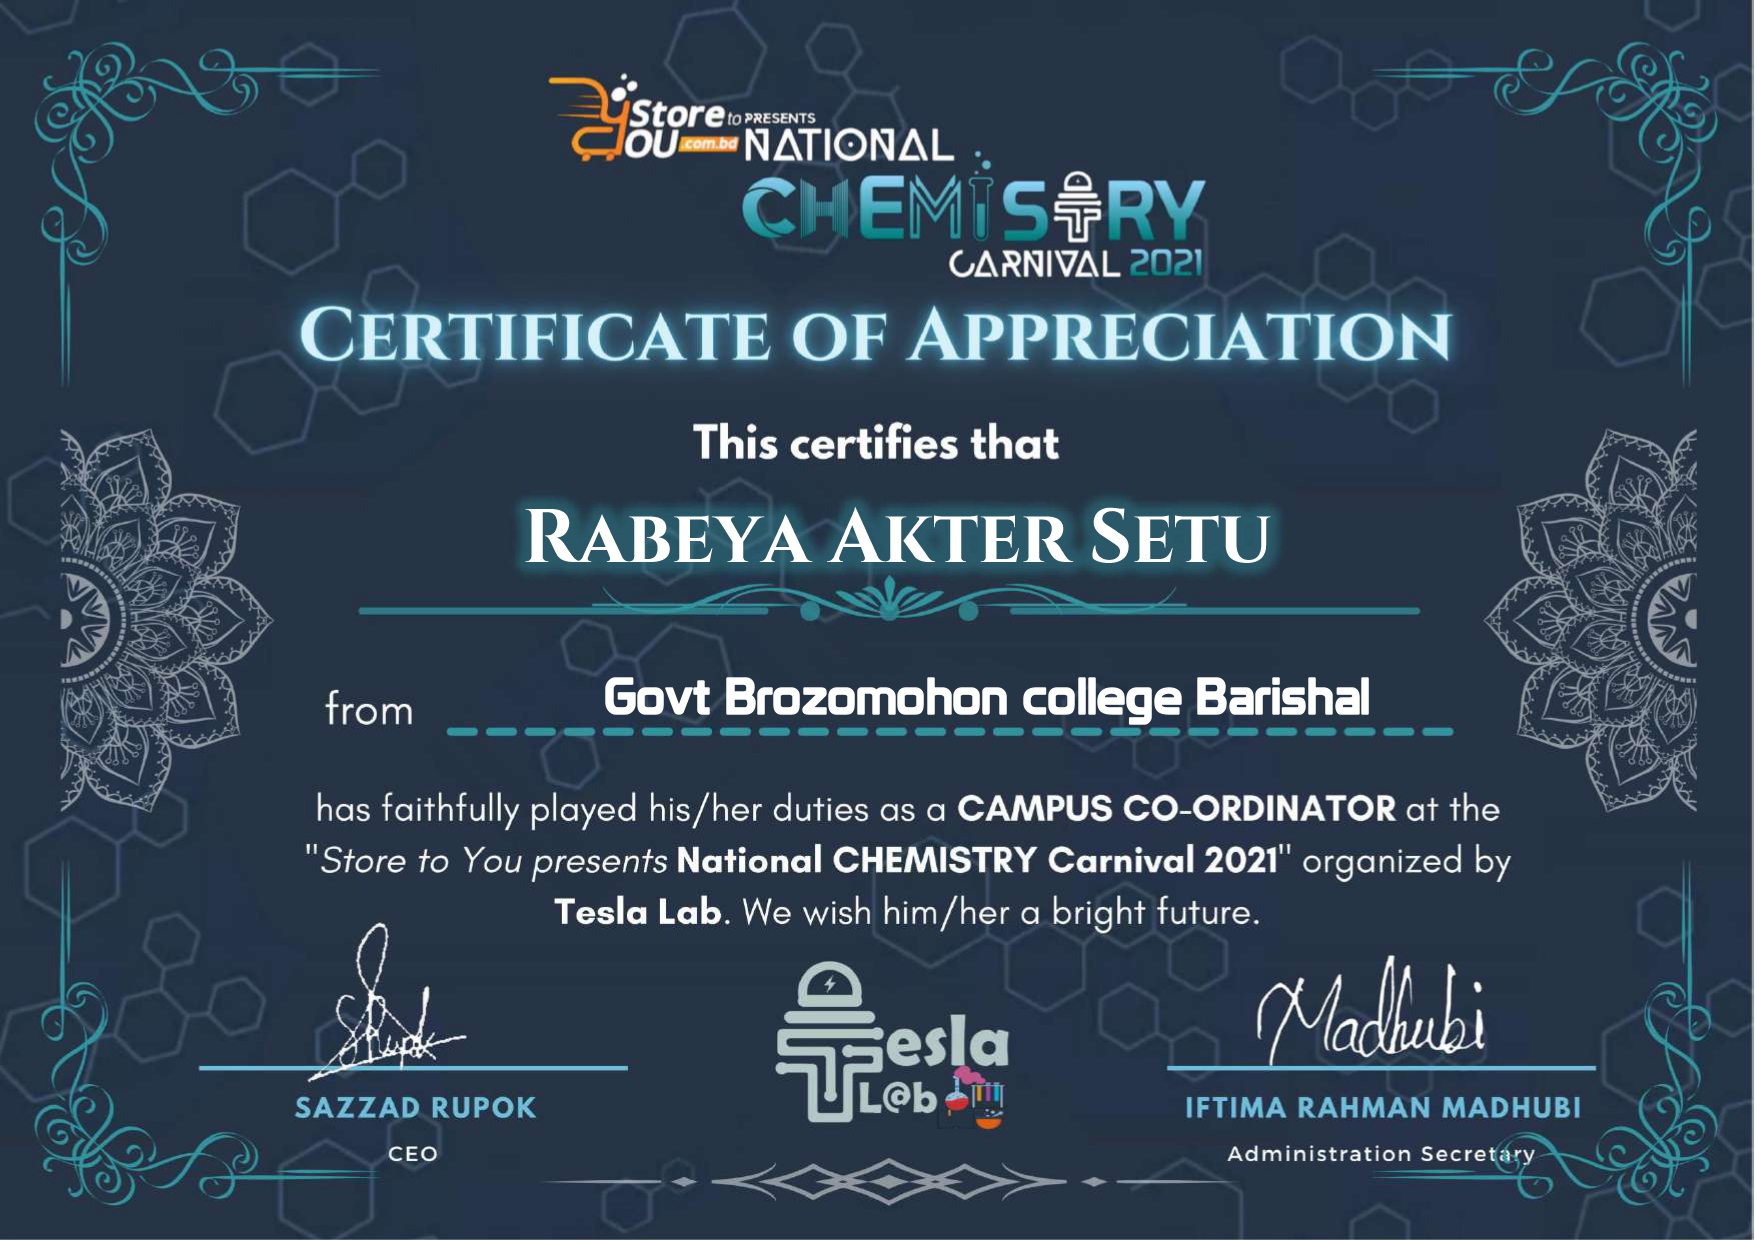 Store to
YOU .com.bd
PRESENTS
NATIONAL
CHEMISTRY
CARNIVAL 2021
CERTIFICATE OF APPRECIATION
This certifies that
RABEYA AKTER SETU
from Govt Brozomohon college Barishal
has faithfully played his/her duties as a CAMPUS CO-ORDINATOR at the
"Store to You presents National CHEMISTRY Carnival 2021" organized by
Tesla Lab. We wish him/her a bright future.
SRupok
Madhubi
Tesla
L@b
SAZZAD RUPOK
CEO
IFTIMA RAHMAN MADHUBI
Administration Secretary